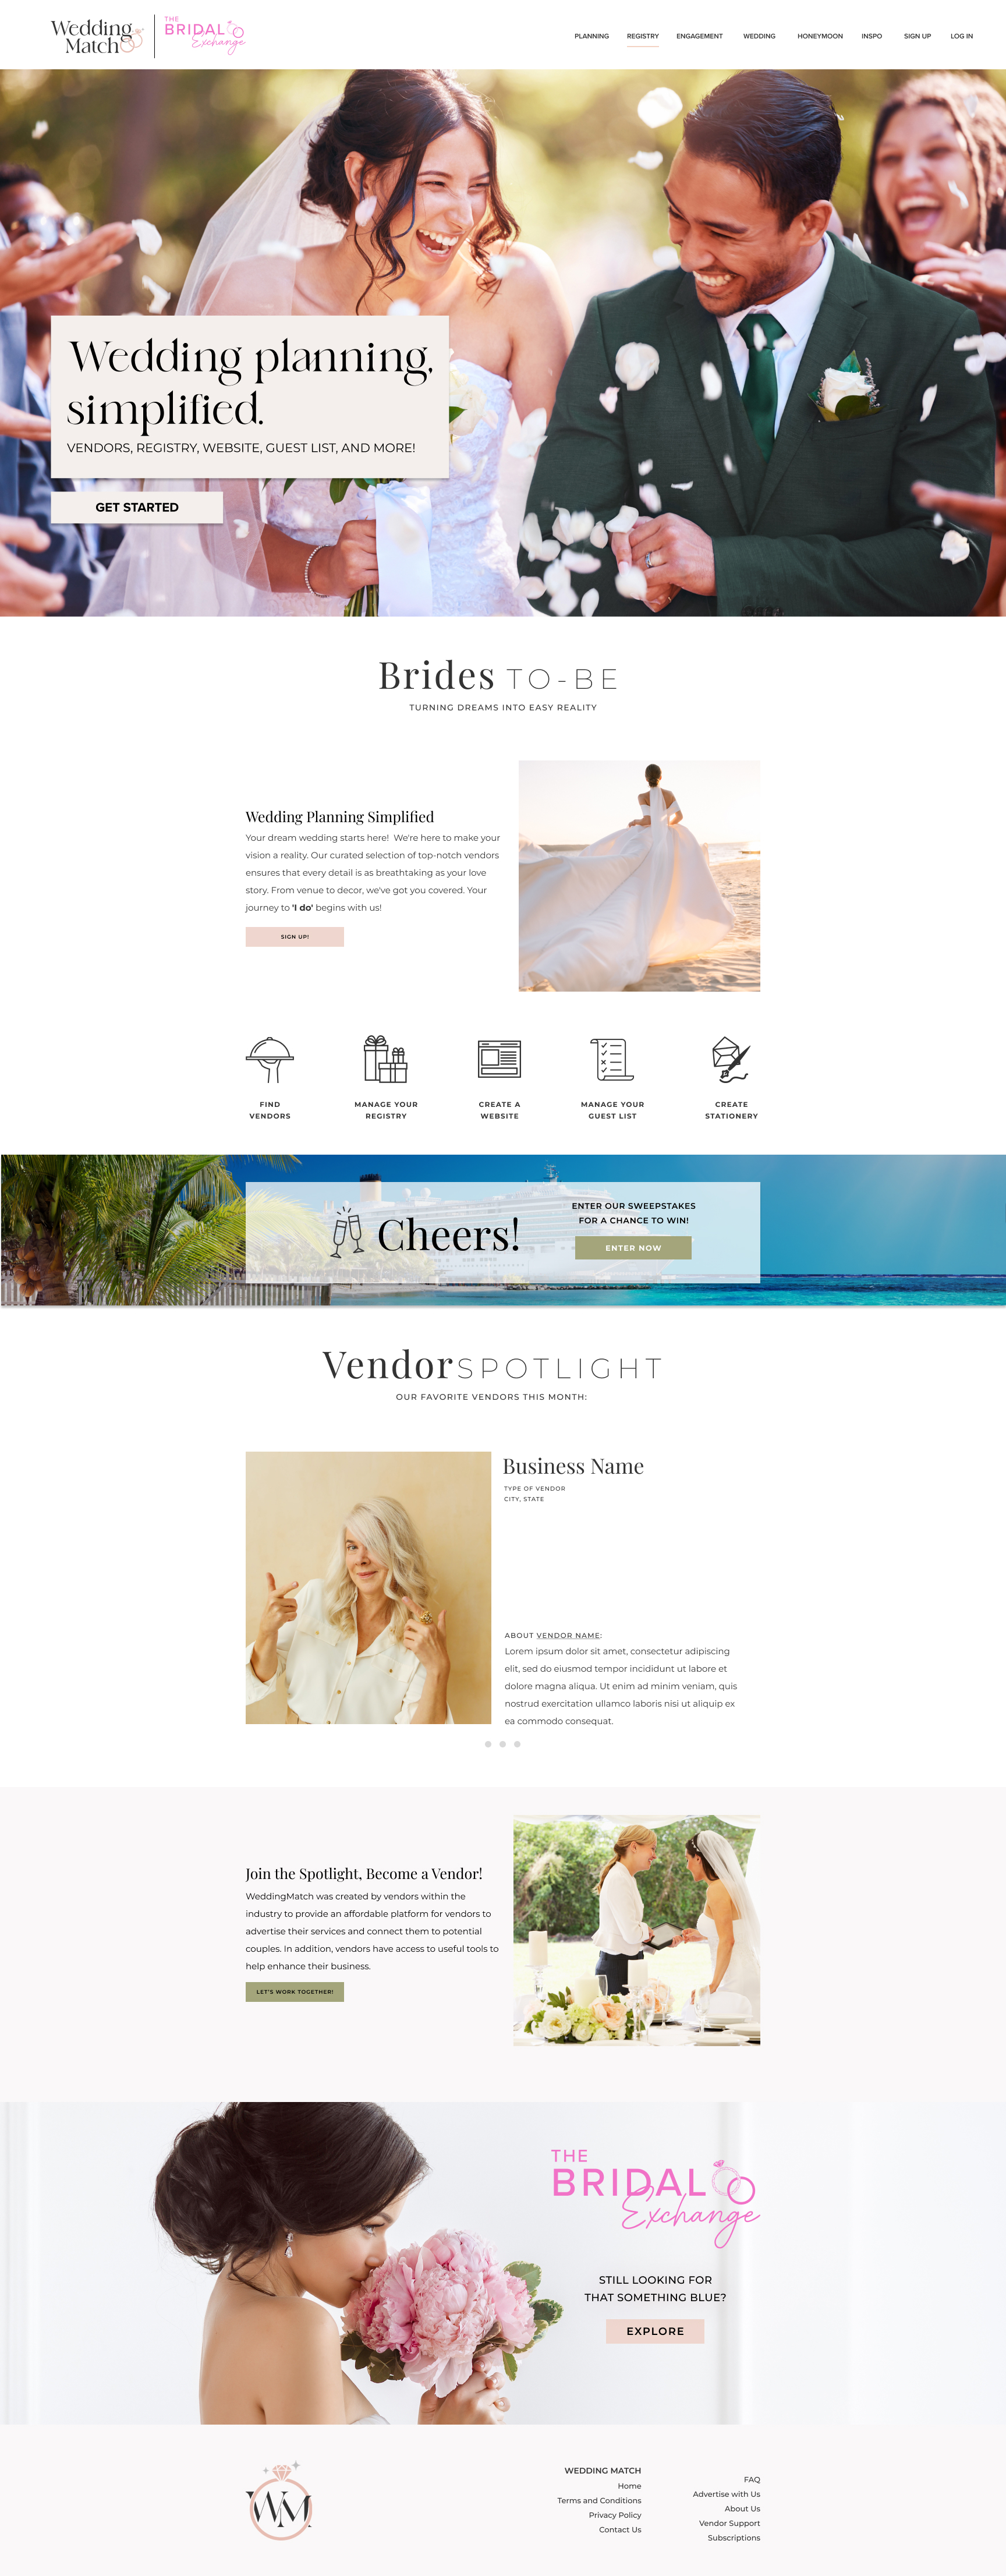 Wedding
Match
THE
BRIDAL
Exchange
PLANNING
REGISTRY
ENGAGEMENT
WEDDING
HONEYMOON
INSPO
SIGN UP
LOG IN
Wedding planning,
simplified.
VENDORS, REGISTRY, WEBSITE, GUEST LIST, AND MORE!
GET STARTED
Brides TO-BE
TURNING DREAMS INTO EASY REALITY
Wedding Planning Simplified
Your dream wedding starts here! We're here to make your
vision a reality. Our curated selection of top-notch vendors
ensures that every detail is as breathtaking as your love
story. From venue to decor, we've got you covered. Your
journey to 'I do' begins with us!
SIGN UP!
FIND
VENDORS
MANAGE YOUR
REGISTRY
CREATE A
WEBSITE
MANAGE YOUR
GUEST LIST
CREATE
STATIONERY
Cheers!
ENTER OUR SWEEPSTAKES
FOR A CHANCE TO WIN!
ENTER NOW
Vendor SPOTLIGHT
OUR FAVORITE VENDORS THIS MONTH:
Business Name
TYPE OF VENDOR
CITY, STATE
ABOUT VENDOR NAME:
Lorem ipsum dolor sit amet, consectetur adipiscing
elit, sed do eiusmod tempor incididunt ut labore et
dolore magna aliqua. Ut enim ad minim veniam, quis
nostrud exercitation ullamco laboris nisi ut aliquip ex
ea commodo consequat.
Join the Spotlight, Become a Vendor!
WeddingMatch was created by vendors within the
industry to provide an affordable platform for vendors to
advertise their services and connect them to potential
couples. In addition, vendors have access to useful tools to
help enhance their business.
LET'S WORK TOGETHER!
THE
BRIDAL
Exchange
STILL LOOKING FOR
THAT SOMETHING BLUE?
EXPLORE
WM
WEDDING MATCH
Home
Terms and Conditions
Privacy Policy
Contact Us
FAQ
Advertise with Us
About Us
Vendor Support
Subscriptions